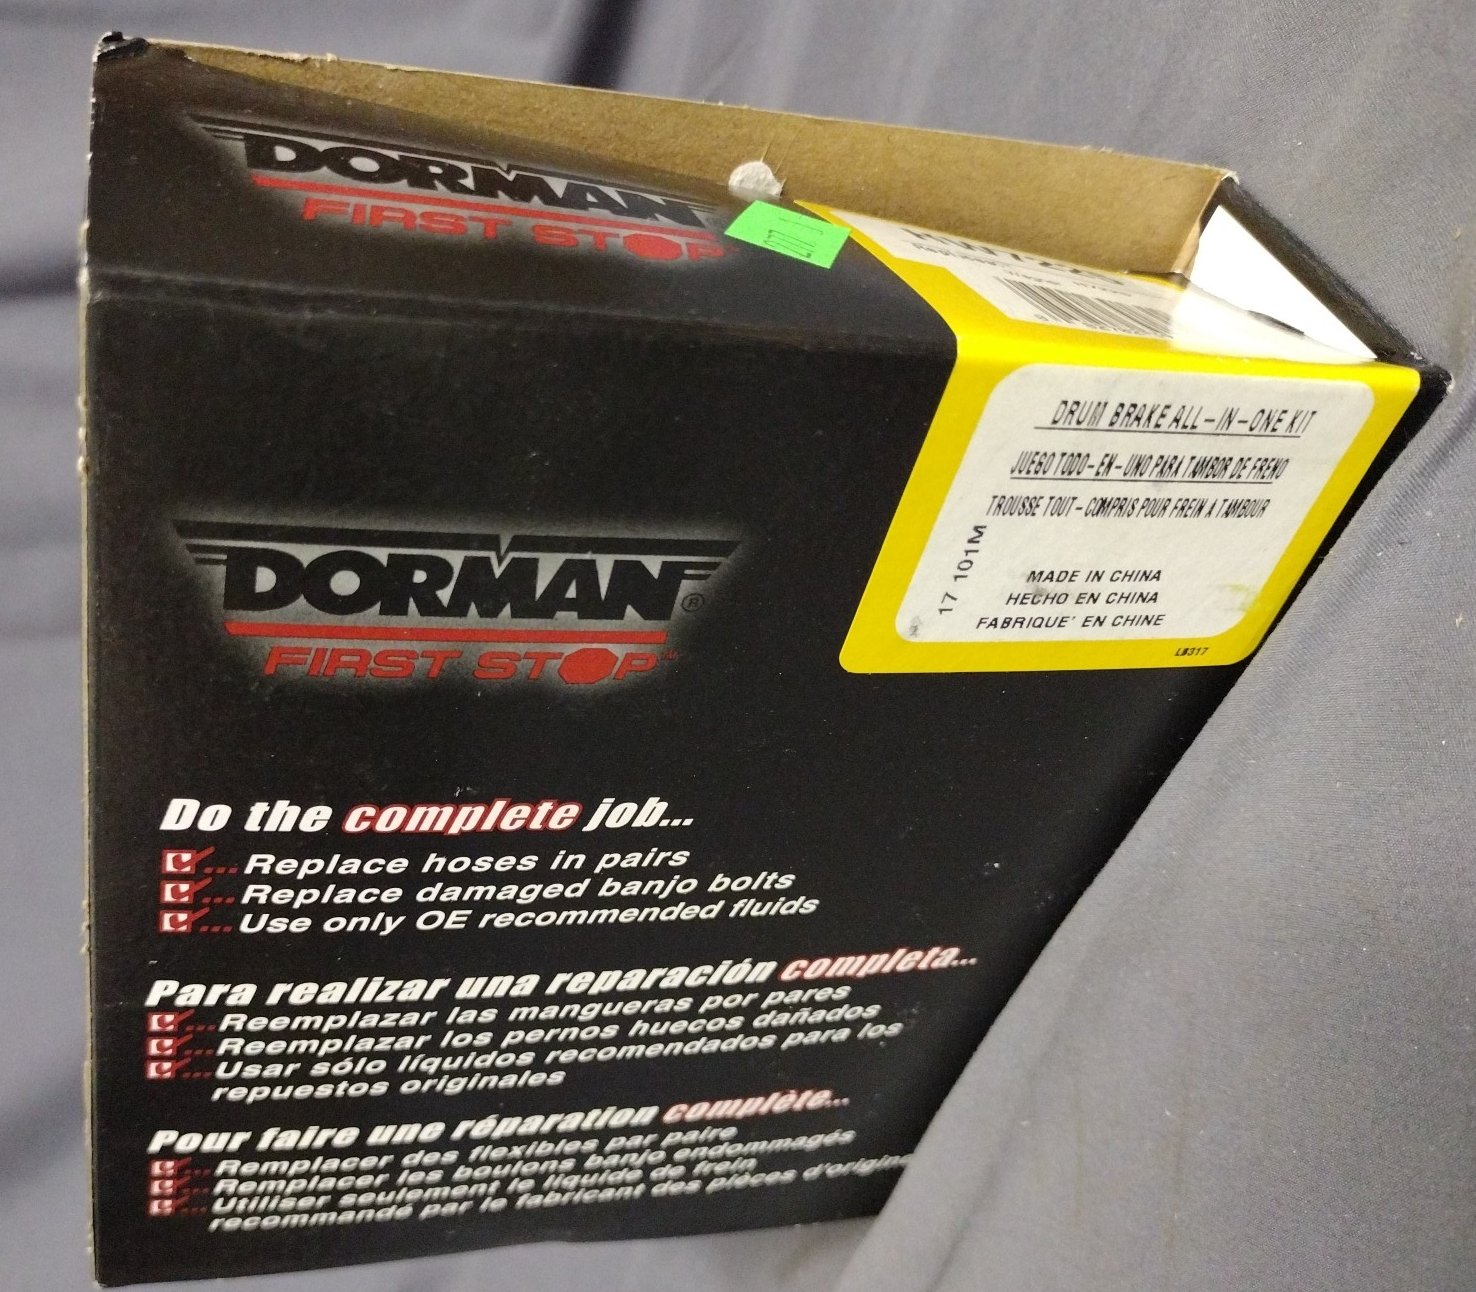 DORMAN
FIRST STOP
DRUM BRAKE ALL-IN-ONE KIT
JUEGO TODO-EN-UNO PARA TAMBOR DE FRENO
TROUSSE TOUT-COMPRIS POUR FREIN A TAMBOUR
17 101M
MADE IN CHINA
HECHO EN CHINA
FABRIQUE' EN CHINE
DORMAN®
FIRST STOP™
Do the complete job...
...Replace hoses in pairs
...Replace damaged banjo bolts
...Use only OE recommended fluids
Para realizar una reparación completa...
...Reemplazar las mangueras por pares
...Reemplazar los pernos huecos dañados
...Usar sólo líquidos recomendados para los
repuestos originales
Pour faire une réparation complète...
...Remplacer des flexibles par paire
...Remplacer les boulons banjo endommagés
...Utiliser seulement le liquide de frein
recommandé par le fabricant des pièces